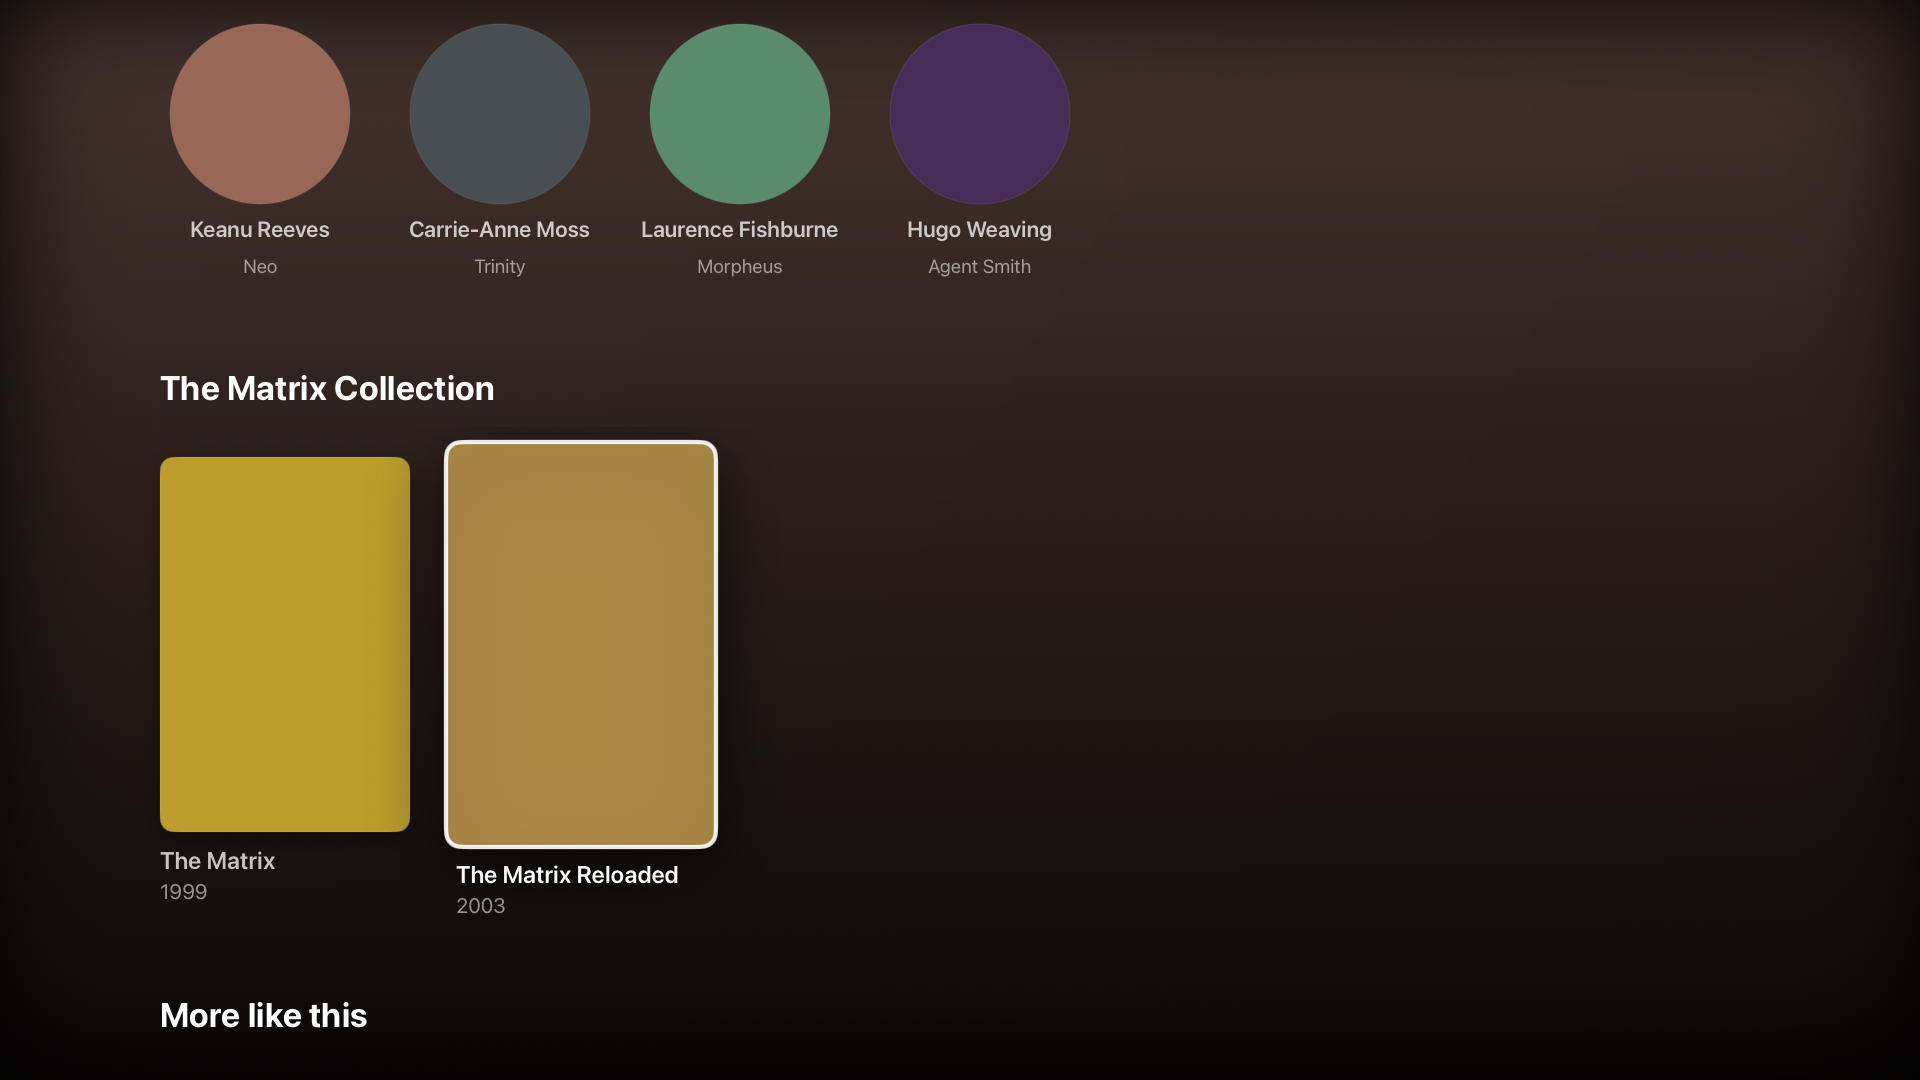 Keanu Reeves
Neo
Carrie-Anne Moss
Trinity
Laurence Fishburne
Morpheus
Hugo Weaving
Agent Smith
The Matrix Collection
The Matrix
1999
The Matrix Reloaded
2003
More like this